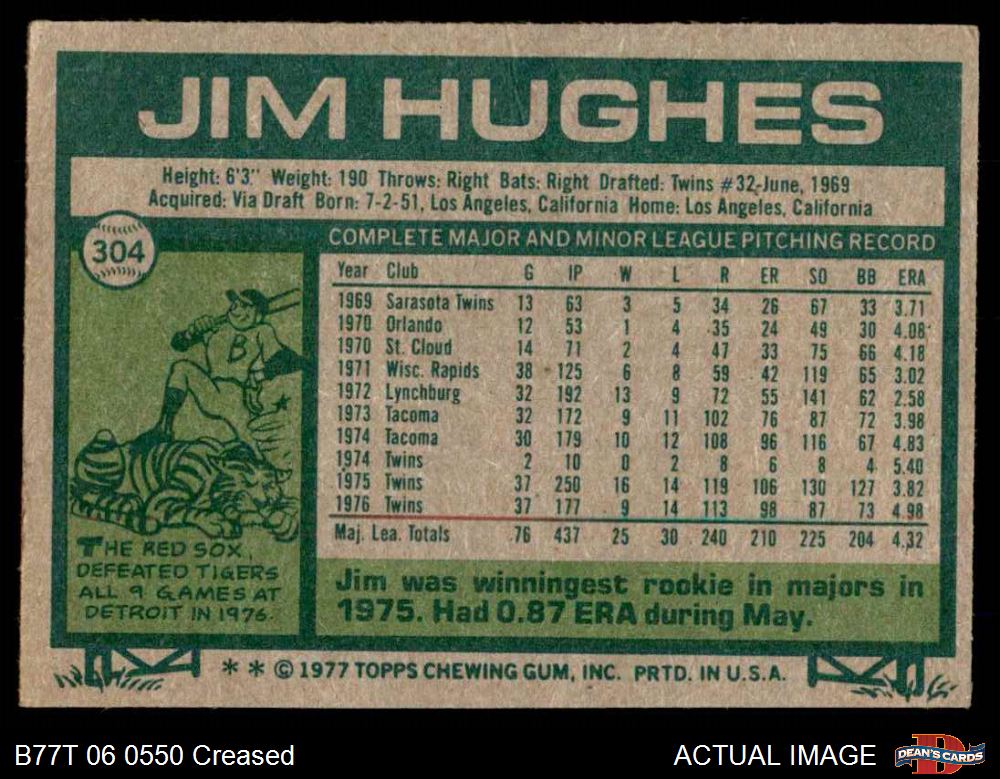 JIM HUGHES
Height: 6'3" Weight: 190 Throws: Right Bats: Right Drafted: Twins #32-June, 1969
Acquired: Via Draft Born: 7-2-51, Los Angeles, California Home: Los Angeles, California
304
COMPLETE MAJOR AND MINOR LEAGUE PITCHING RECORD
Year Club G IP W L R ER SO BB ERA
1969 Sarasota Twins 13 63 3 5 34 26 67 33 3.71
1970 Orlando 12 53 1 4 35 24 49 30 4.08
1970 St. Cloud 14 71 2 4 47 33 75 66 4.18
1971 Wisc. Rapids 38 125 6 8 59 42 119 65 3.02
1972 Lynchburg 32 192 13 9 72 55 141 62 2.58
1973 Tacoma 32 172 9 11 102 76 87 72 3.98
1974 Tacoma 30 179 10 12 108 96 116 67 4.83
1974 Twins 2 10 0 2 8 6 8 4 5.40
1975 Twins 37 250 16 14 119 106 130 127 3.82
1976 Twins 37 177 9 14 113 98 87 73 4.98
Maj. Lea. Totals 76 437 25 30 240 210 225 204 4.32
B
THE RED SOX
DEFEATED TIGERS
ALL 9 GAMES AT
DETROIT IN 1976.
Jim was winningest rookie in majors in
1975. Had 0.87 ERA during May.
** © 1977 TOPPS CHEWING GUM, INC. PRTD. IN U.S.A.
B77T 06 0550 Creased
ACTUAL IMAGE
D
DEAN'S CARDS